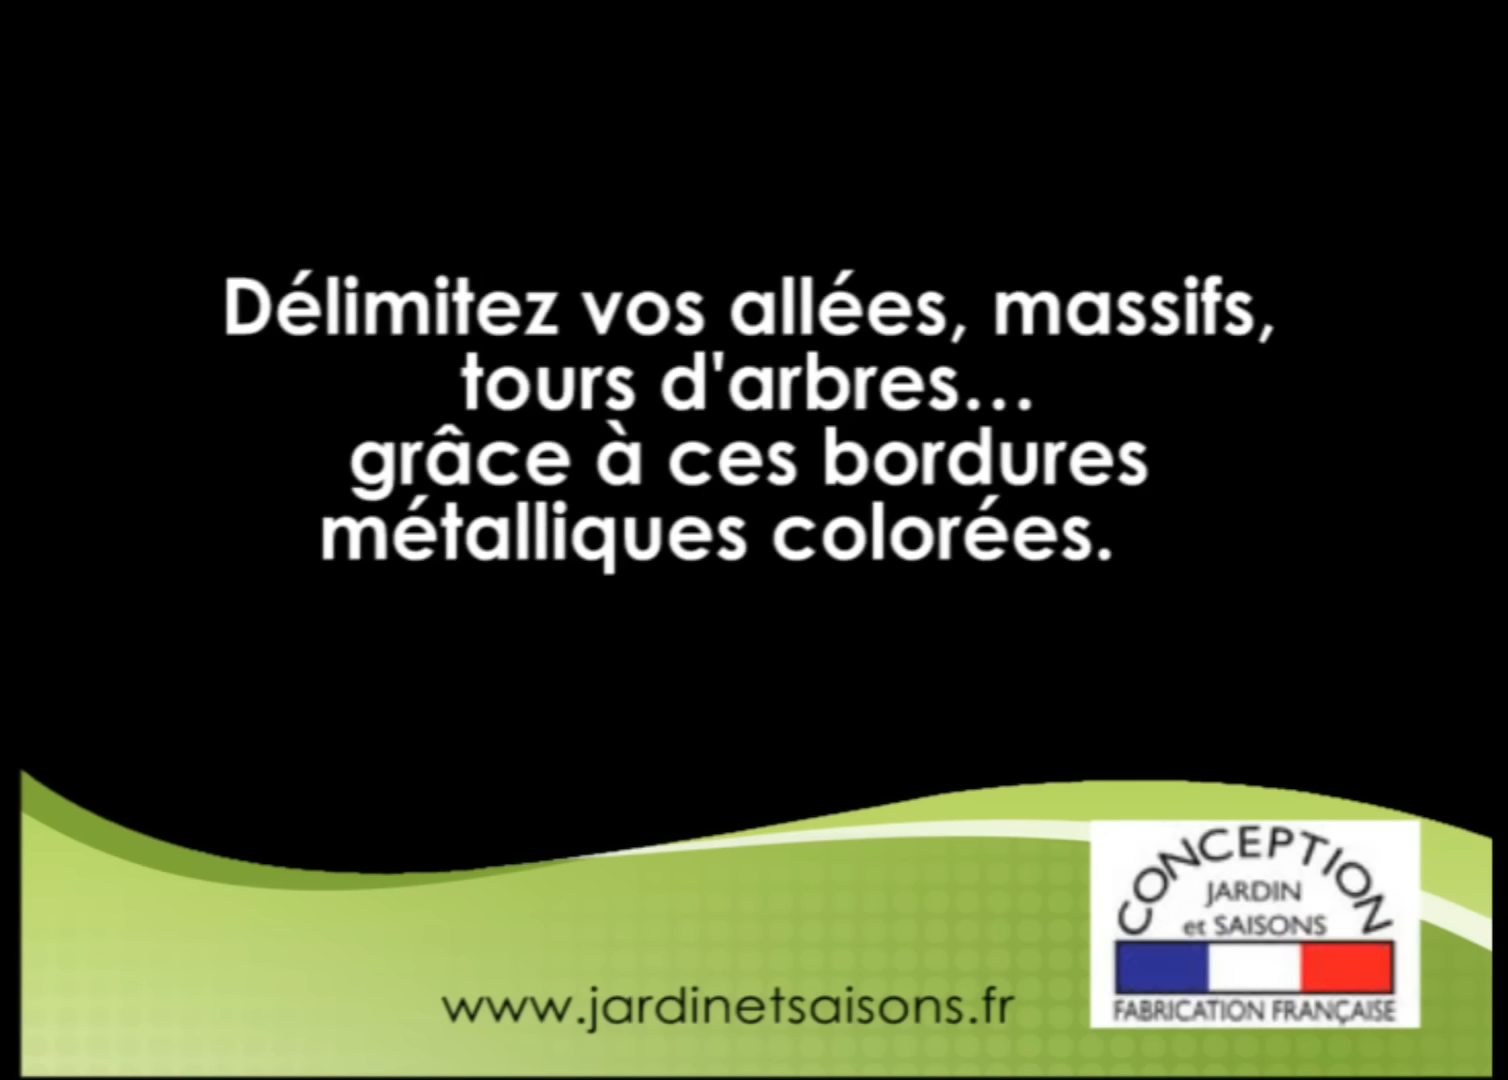 Délimitez vos allées, massifs,
tours d'arbres...
grâce à ces bordures
métalliques colorées.
CONCEPTION
JARDIN
et SAISONS
FABRICATION FRANÇAISE
www.jardinetsaisons.fr